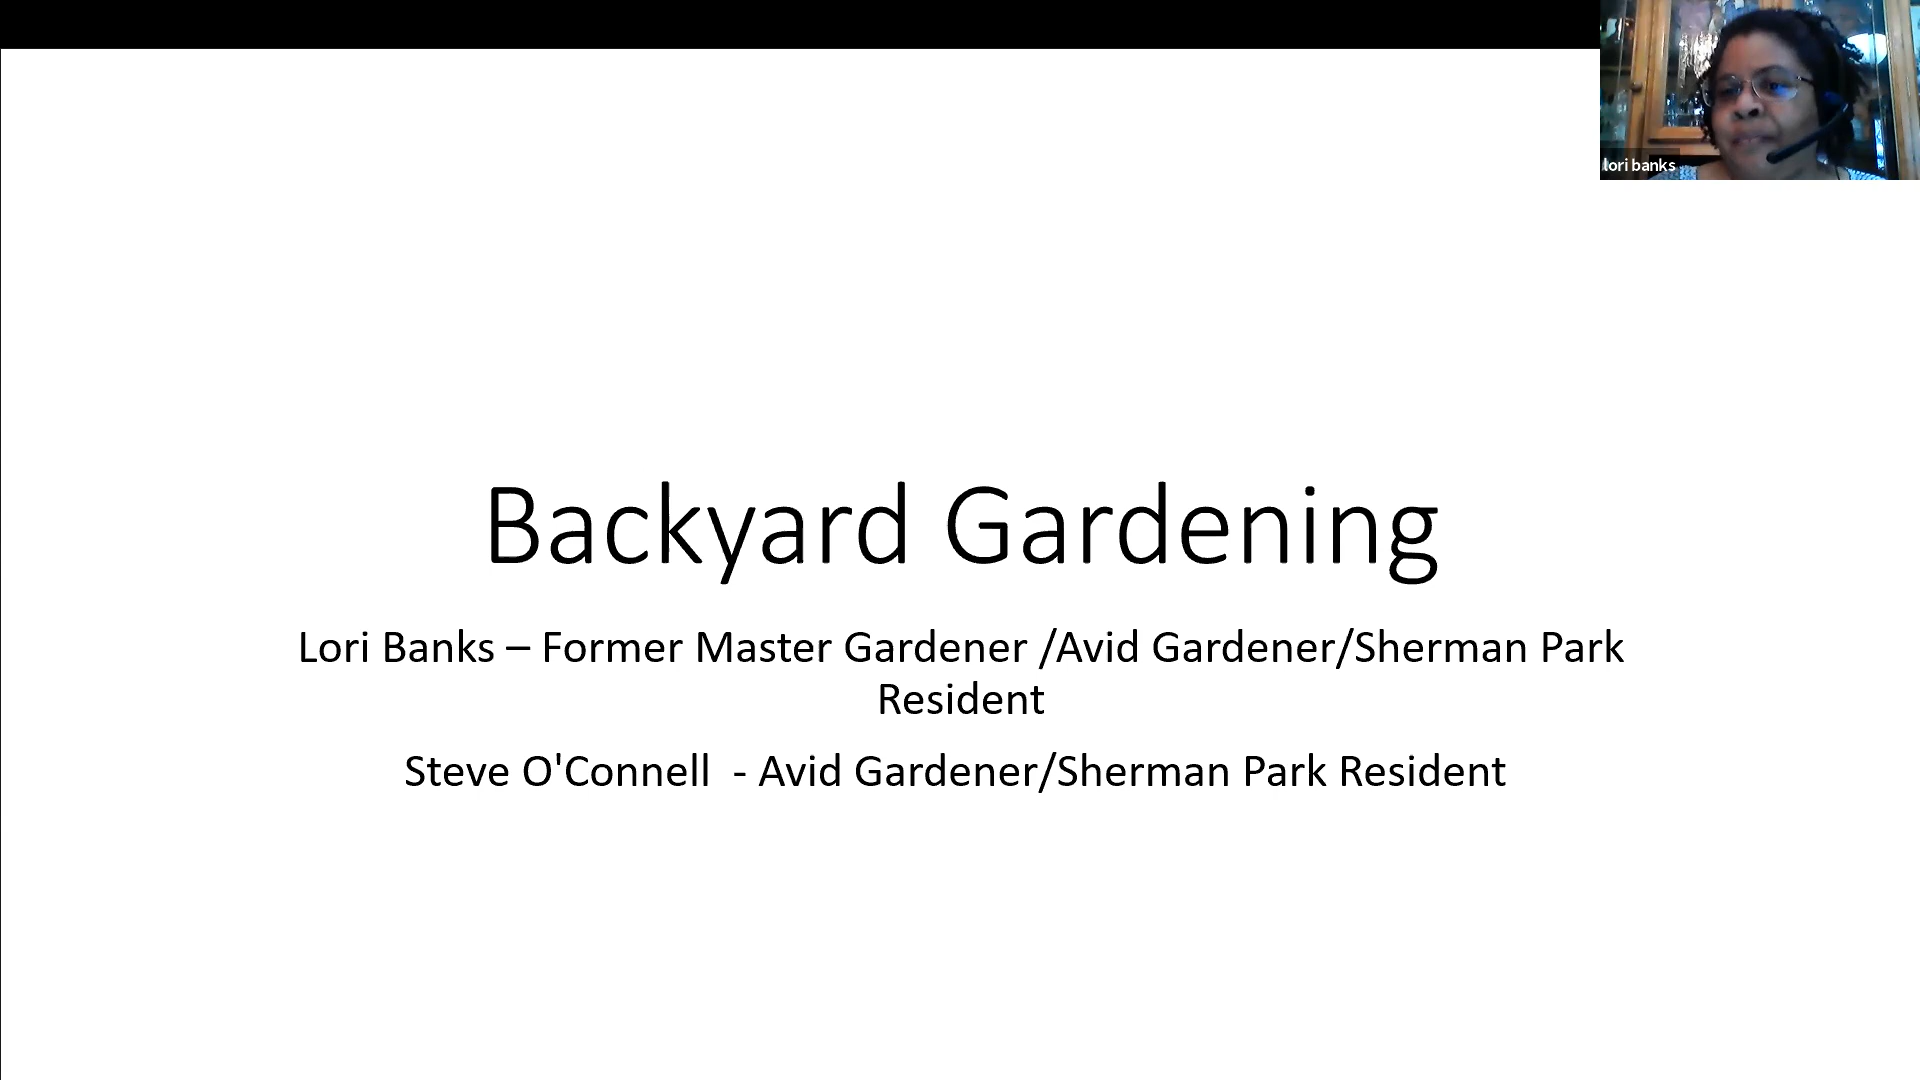 lori banks
Backyard Gardening
Lori Banks – Former Master Gardener /Avid Gardener/Sherman Park
Resident
Steve O'Connell  - Avid Gardener/Sherman Park Resident